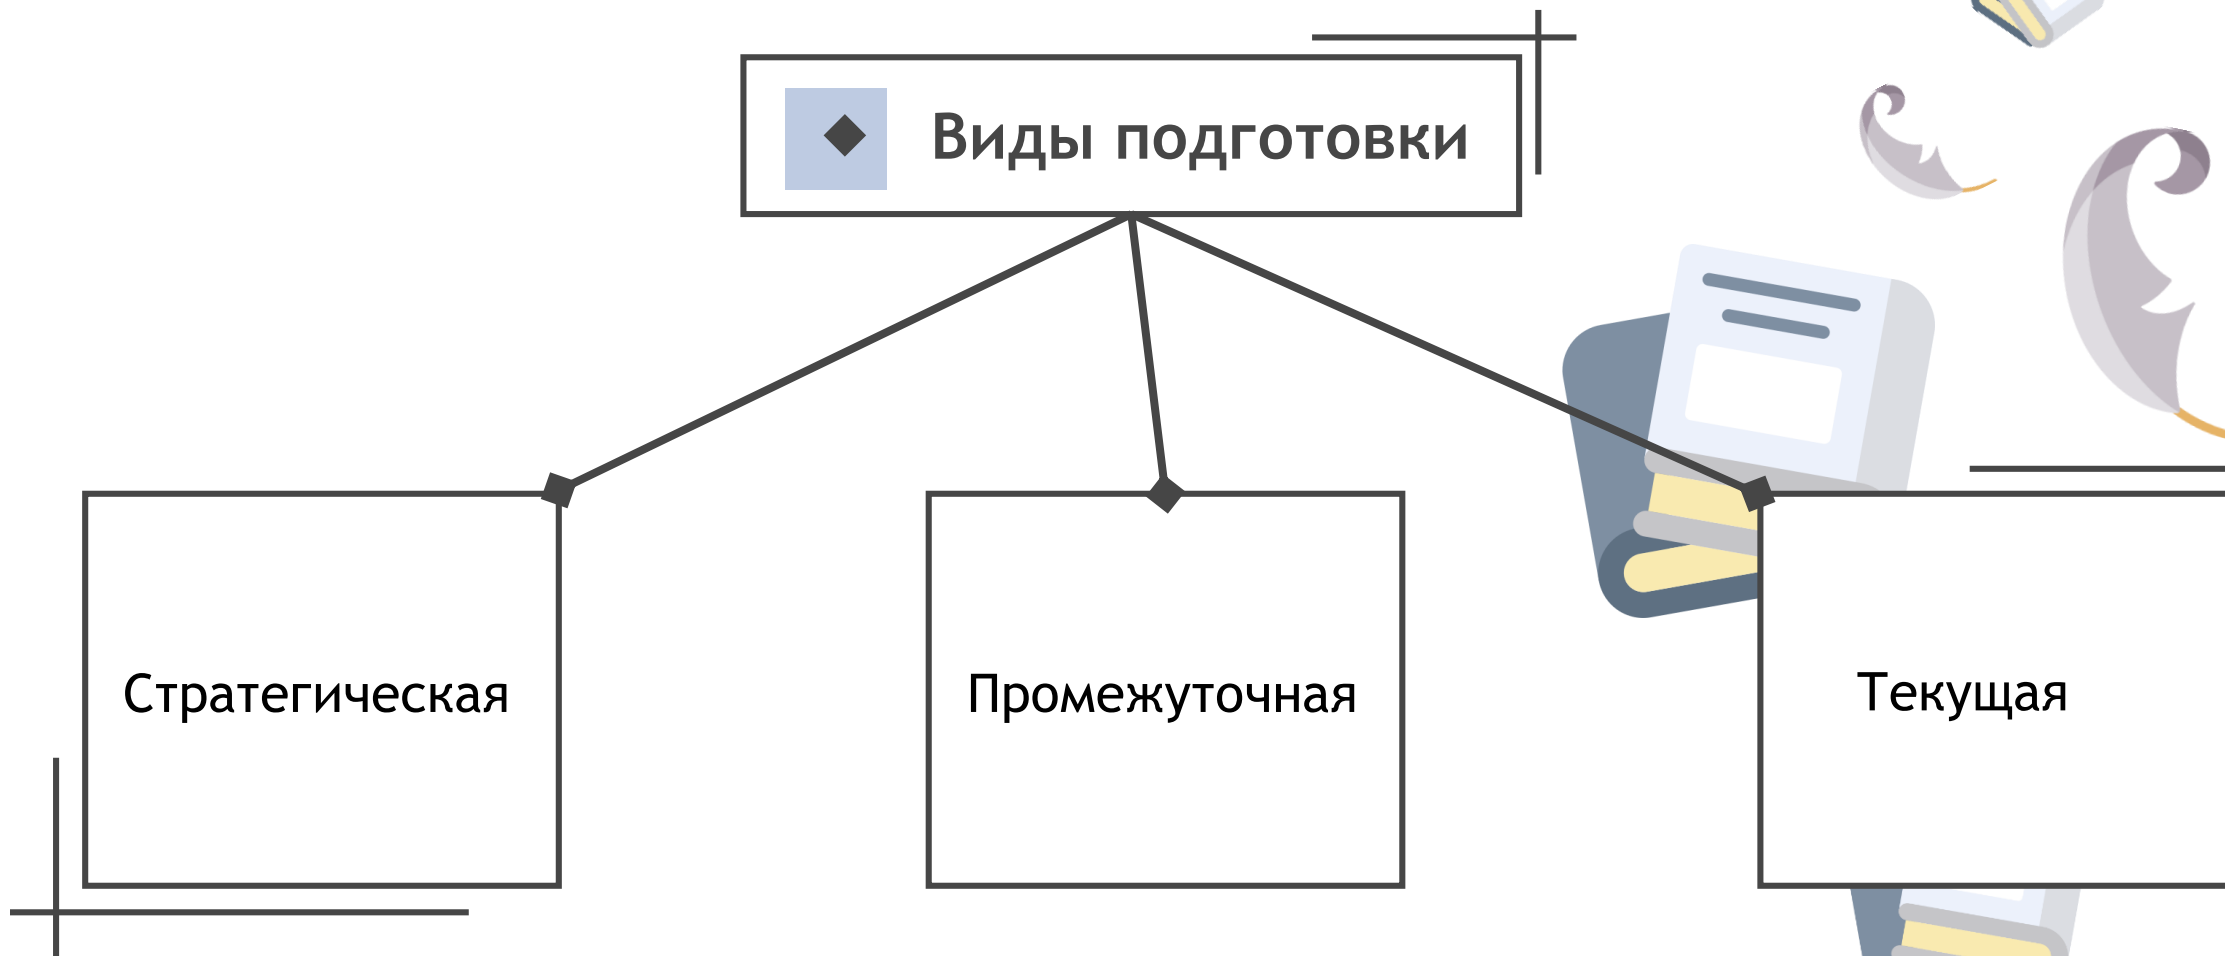 Виды подготовки
Стратегическая
Промежуточная
Текущая